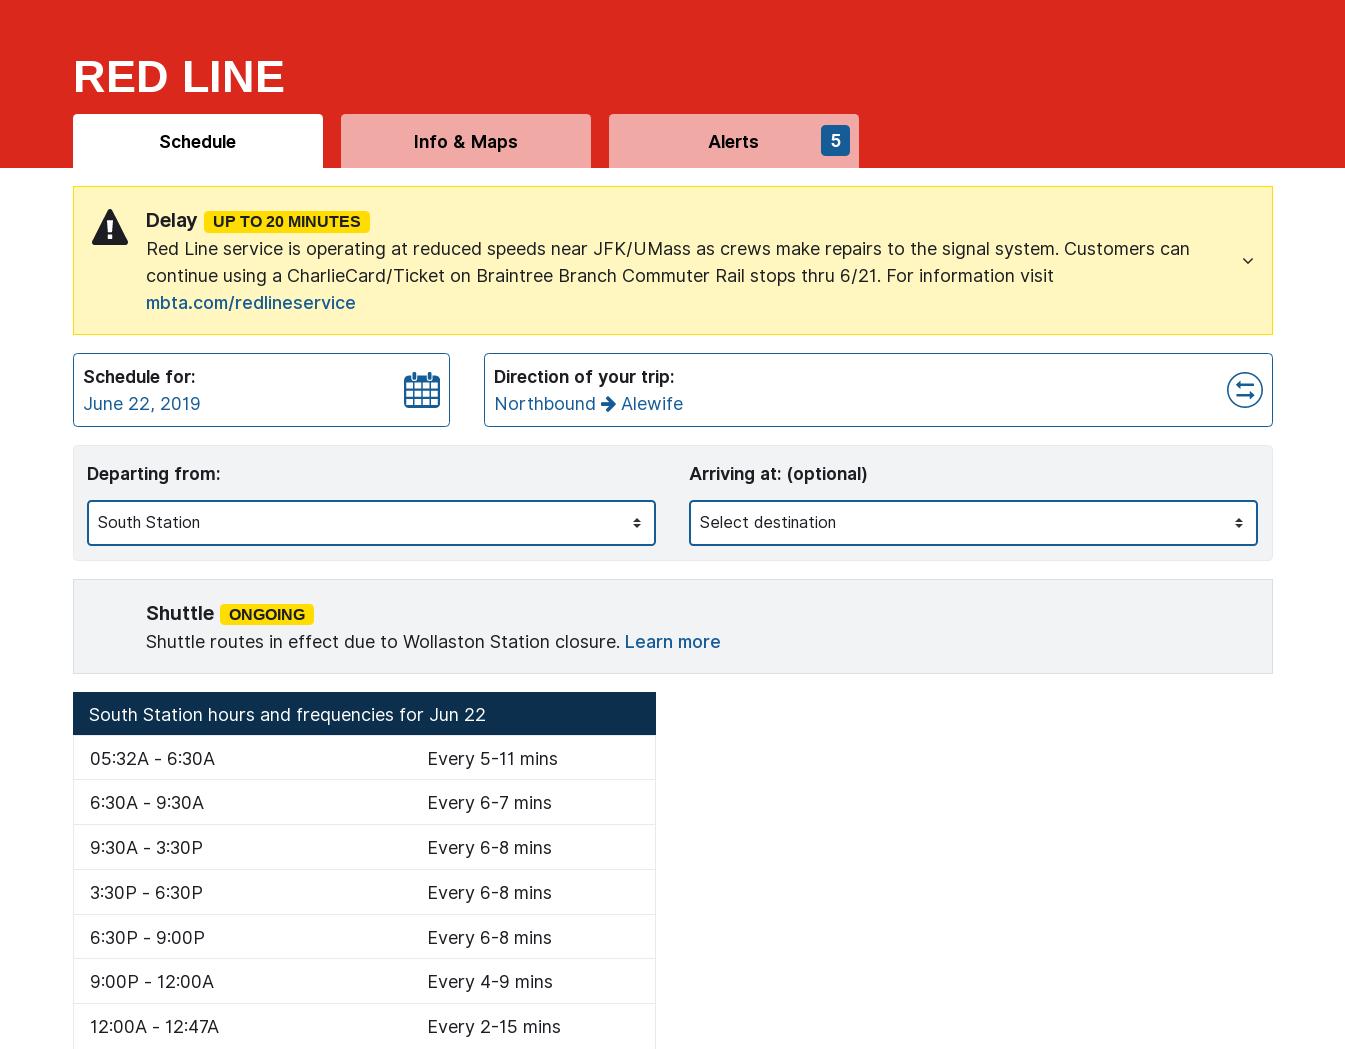 RED LINE
Schedule
Info & Maps
Alerts
5
Delay UP TO 20 MINUTES
Red Line service is operating at reduced speeds near JFK/UMass as crews make repairs to the signal system. Customers can
continue using a CharlieCard/Ticket on Braintree Branch Commuter Rail stops thru 6/21. For information visit
mbta.com/redlineservice
Schedule for:
June 22, 2019
Direction of your trip:
Northbound → Alewife
Departing from:
South Station
Arriving at: (optional)
Select destination
Shuttle ONGOING
Shuttle routes in effect due to Wollaston Station closure. Learn more
South Station hours and frequencies for Jun 22
05:32A - 6:30A Every 5-11 mins
6:30A - 9:30A Every 6-7 mins
9:30A - 3:30P Every 6-8 mins
3:30P - 6:30P Every 6-8 mins
6:30P - 9:00P Every 6-8 mins
9:00P - 12:00A Every 4-9 mins
12:00A - 12:47A Every 2-15 mins